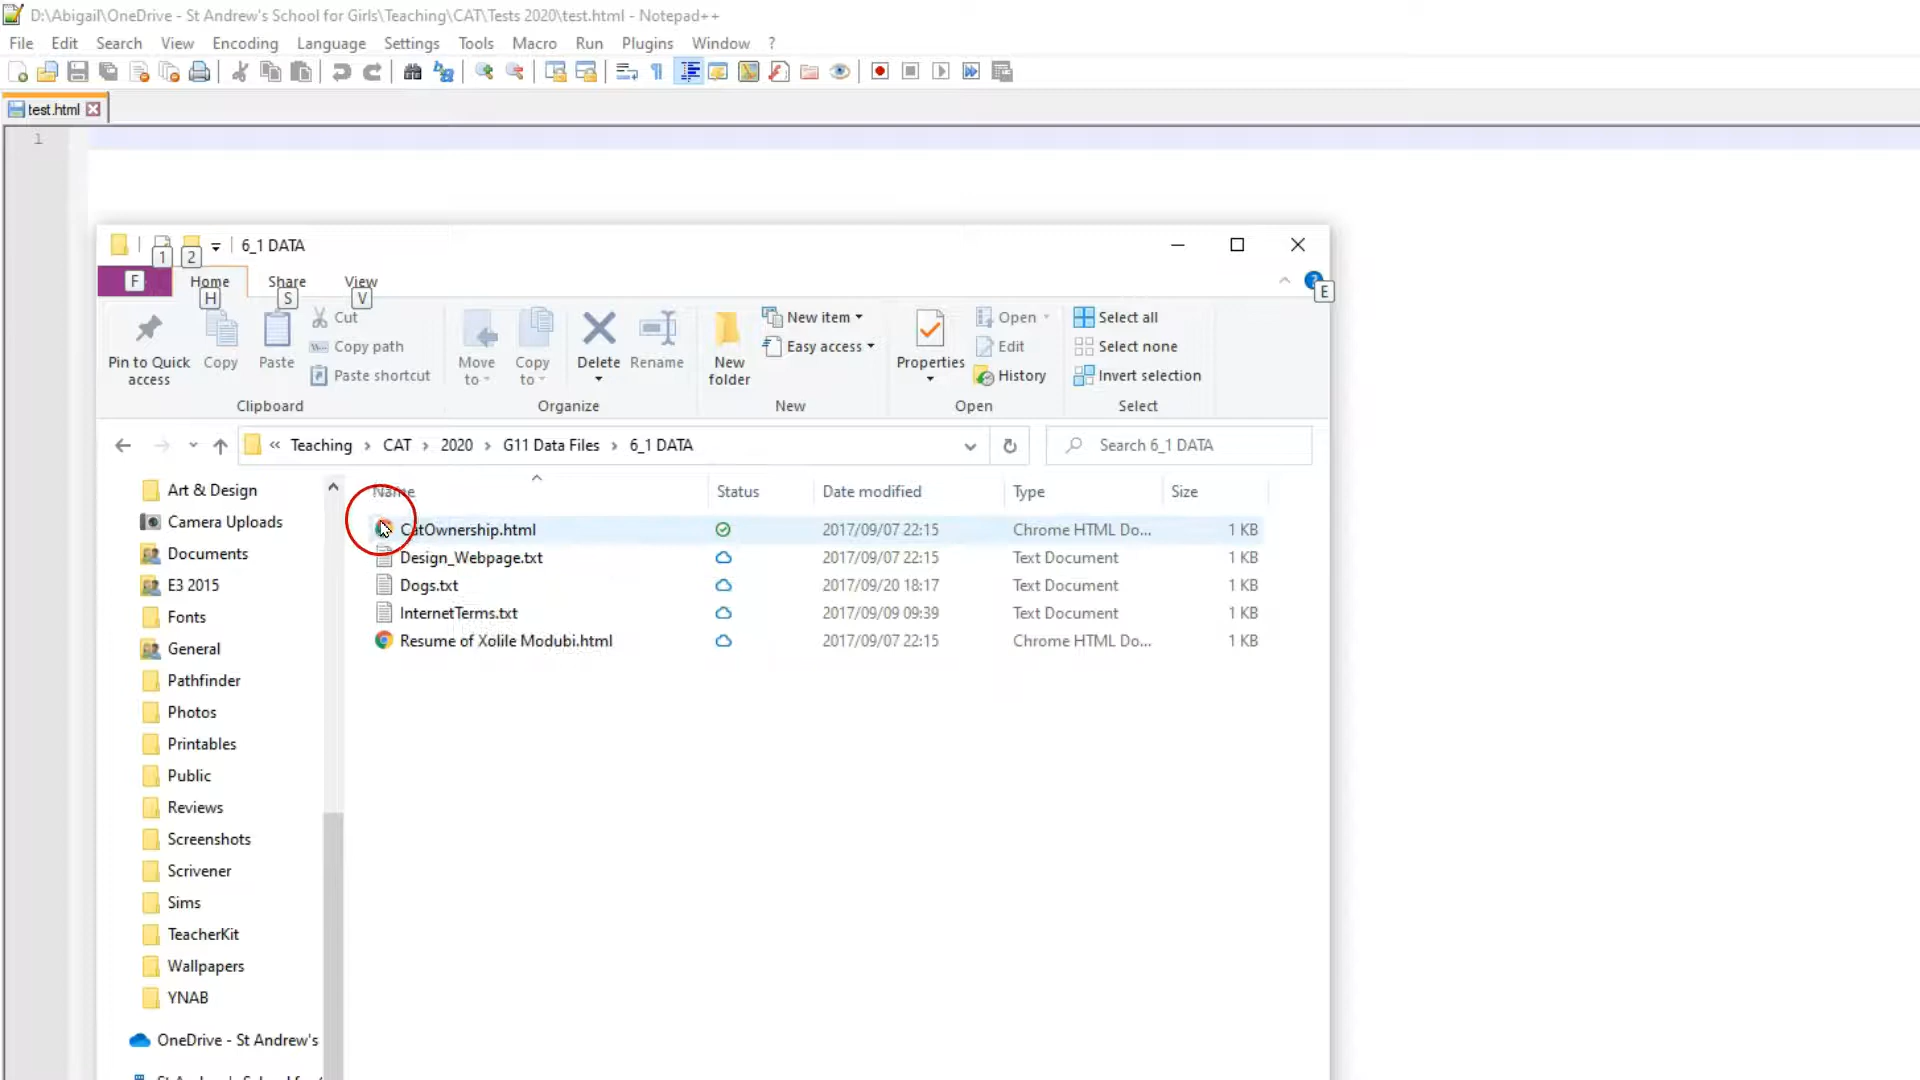 D:\Abigail\OneDrive - St Andrew's School for Girls\Teaching\CAT\Tests 2020\test.html - Notepad++
File Edit Search View Encoding Language Settings Tools Macro Run Plugins Window ?
test.html
1
1 2 6_1 DATA
F Home Share View
H S V E
Pin to Quick access
Copy
Paste
Cut
Copy path
Paste shortcut
Clipboard
Move to
Copy to
Delete
Rename
Organize
New folder
New item
Easy access
New
Properties
Open
Edit
History
Open
Select all
Select none
Invert selection
Select
« Teaching › CAT › 2020 › G11 Data Files › 6_1 DATA
Search 6_1 DATA
Art & Design
Camera Uploads
Documents
E3 2015
Fonts
General
Pathfinder
Photos
Printables
Public
Reviews
Screenshots
Scrivener
Sims
TeacherKit
Wallpapers
YNAB
OneDrive - St Andrew's
Name Status Date modified Type Size
CatOwnership.html 2017/09/07 22:15 Chrome HTML Do... 1 KB
Design_Webpage.txt 2017/09/07 22:15 Text Document 1 KB
Dogs.txt 2017/09/20 18:17 Text Document 1 KB
InternetTerms.txt 2017/09/09 09:39 Text Document 1 KB
Resume of Xolile Modubi.html 2017/09/07 22:15 Chrome HTML Do... 1 KB